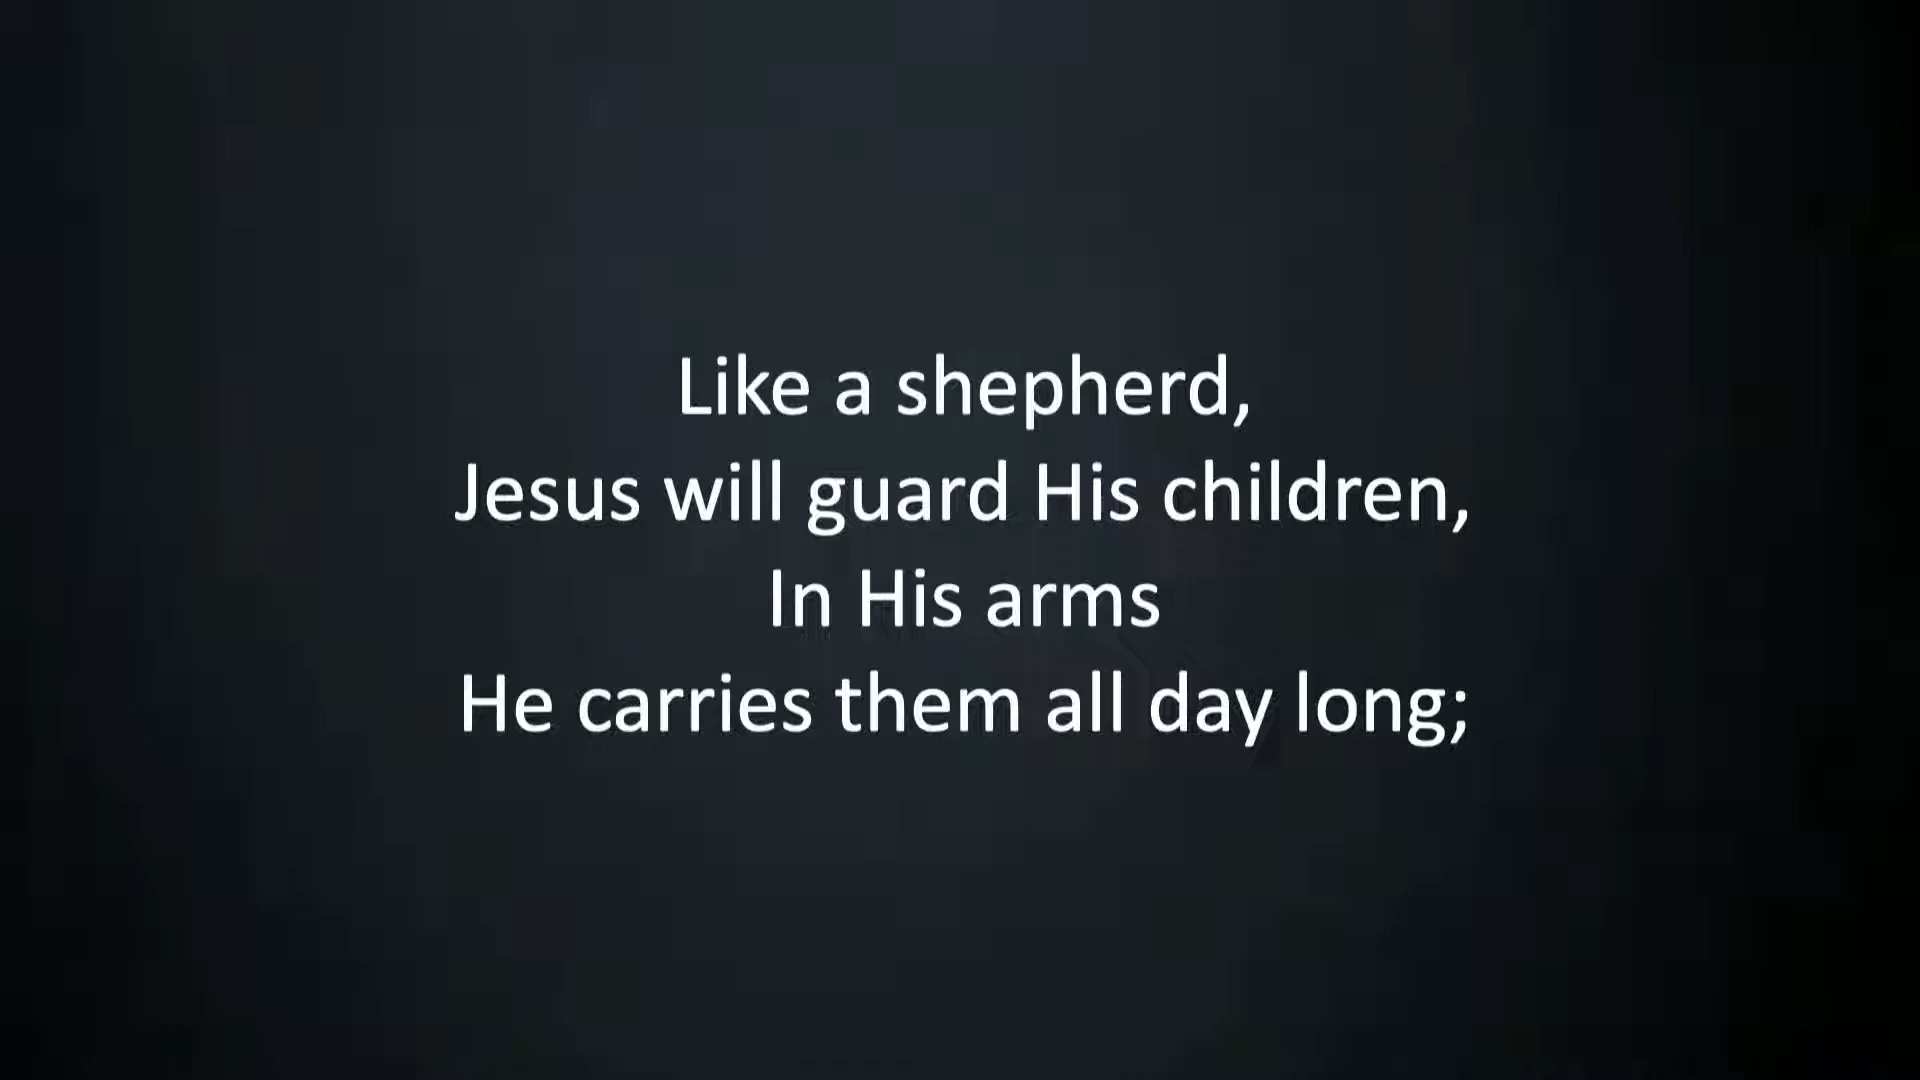 Like a shepherd,
Jesus will guard His children,
In His arms
He carries them all day long;